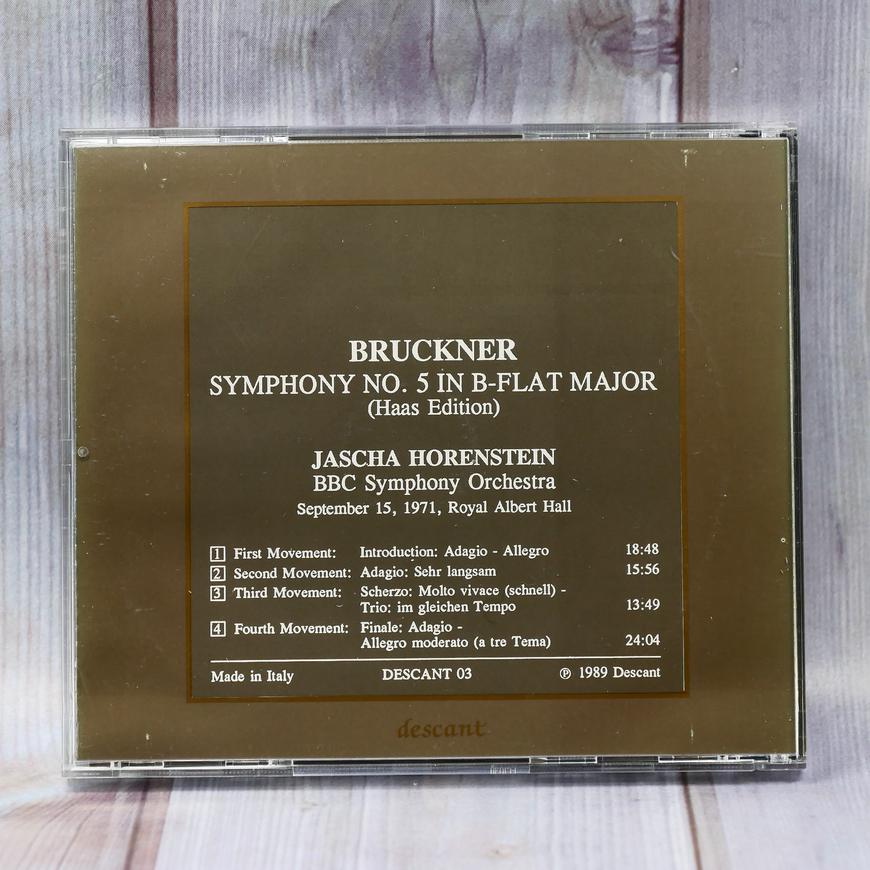 BRUCKNER
SYMPHONY NO. 5 IN B-FLAT MAJOR
(Haas Edition)
JASCHA HORENSTEIN
BBC Symphony Orchestra
September 15, 1971, Royal Albert Hall
1 First Movement: Introduction: Adagio - Allegro 18:48
2 Second Movement: Adagio: Sehr langsam 15:56
3 Third Movement: Scherzo: Molto vivace (schnell) -
Trio: im gleichen Tempo 13:49
4 Fourth Movement: Finale: Adagio -
Allegro moderato (a tre Tema) 24:04
Made in Italy DESCANT 03 ℗ 1989 Descant
descant